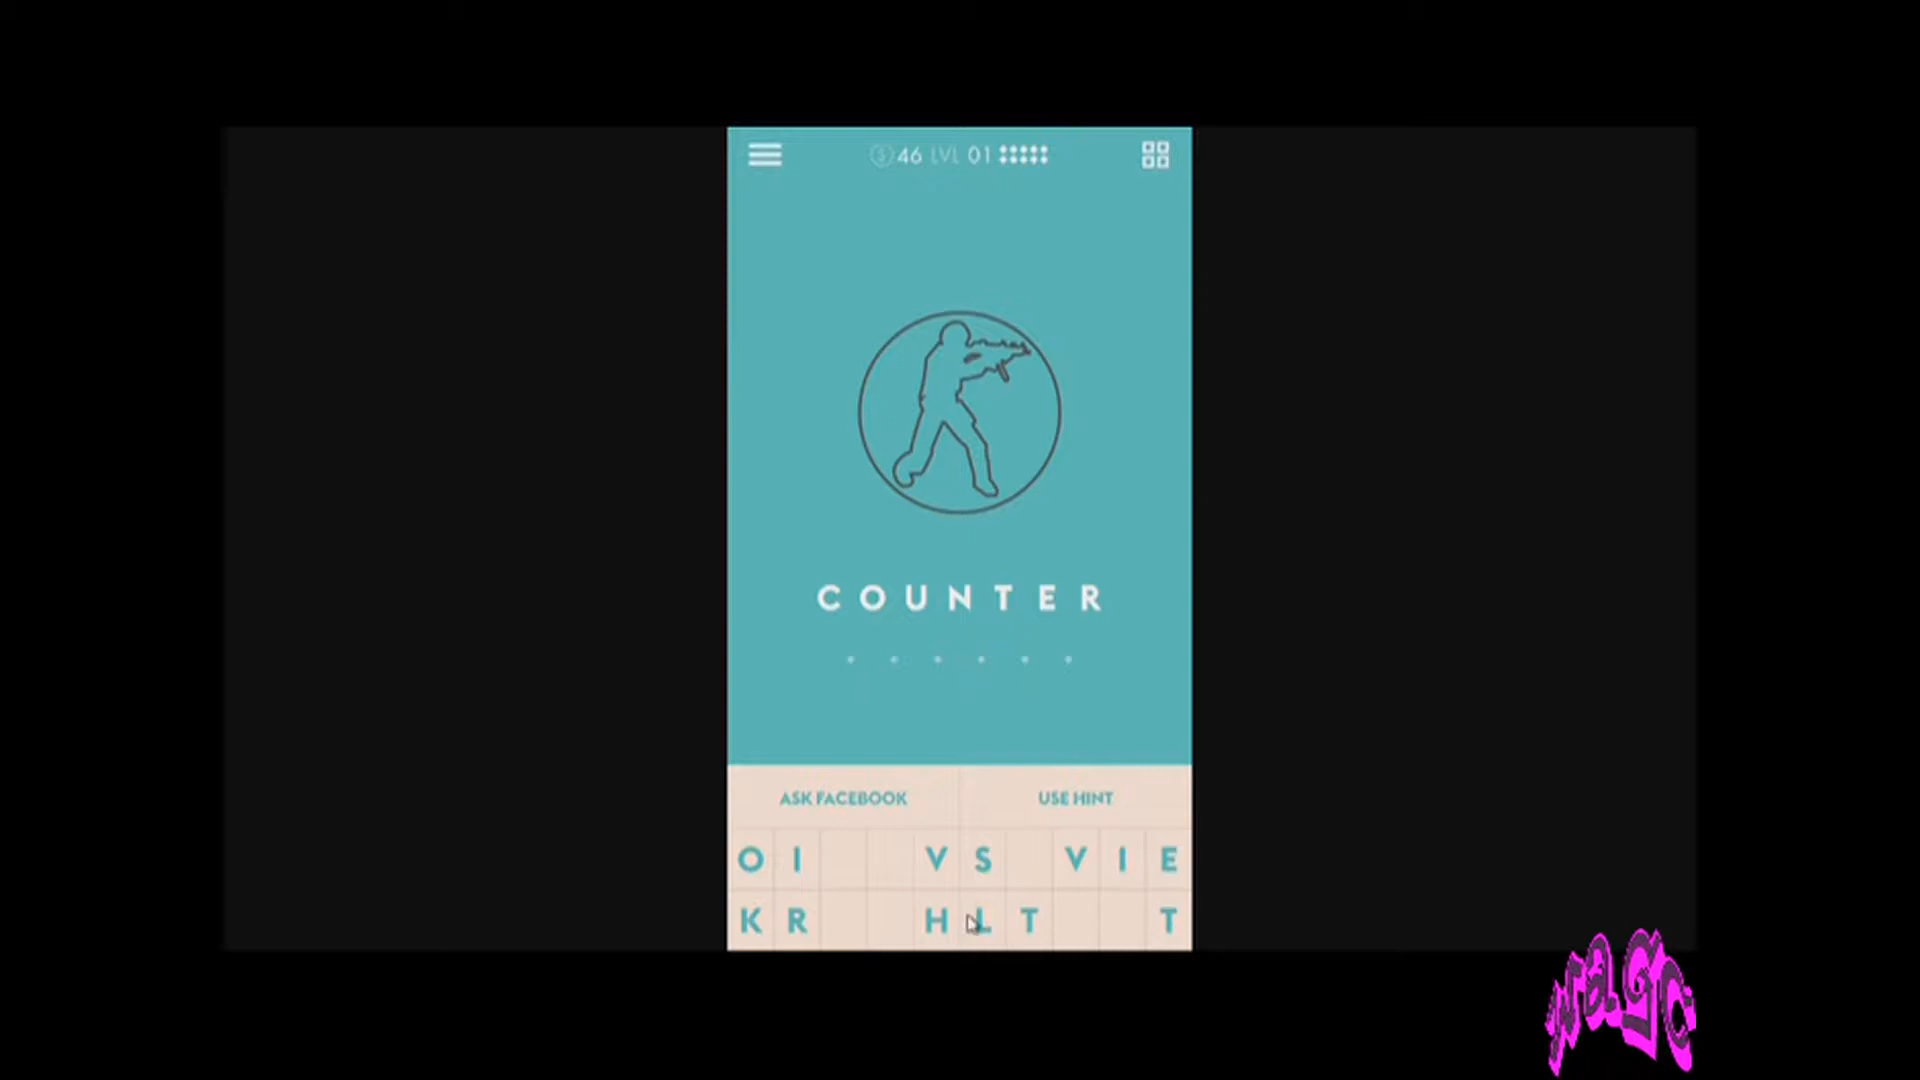 46 LVL 01
COUNTER
ASK FACEBOOK USE HINT
O I V S V I E
K R H L T T